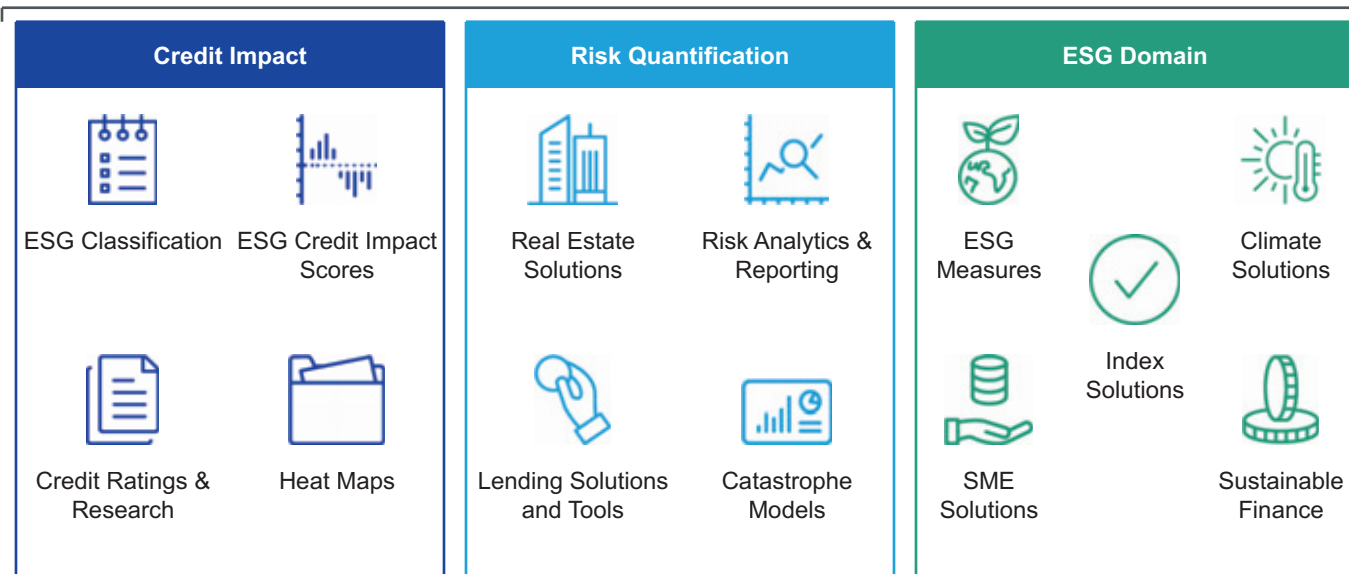 Credit Impact
ESG Classification
ESG Credit Impact
Scores
Credit Ratings &
Research
Heat Maps
Risk Quantification
Real Estate
Solutions
Risk Analytics &
Reporting
Lending Solutions
and Tools
Catastrophe
Models
ESG Domain
ESG
Measures
Climate
Solutions
Index
Solutions
SME
Solutions
Sustainable
Finance